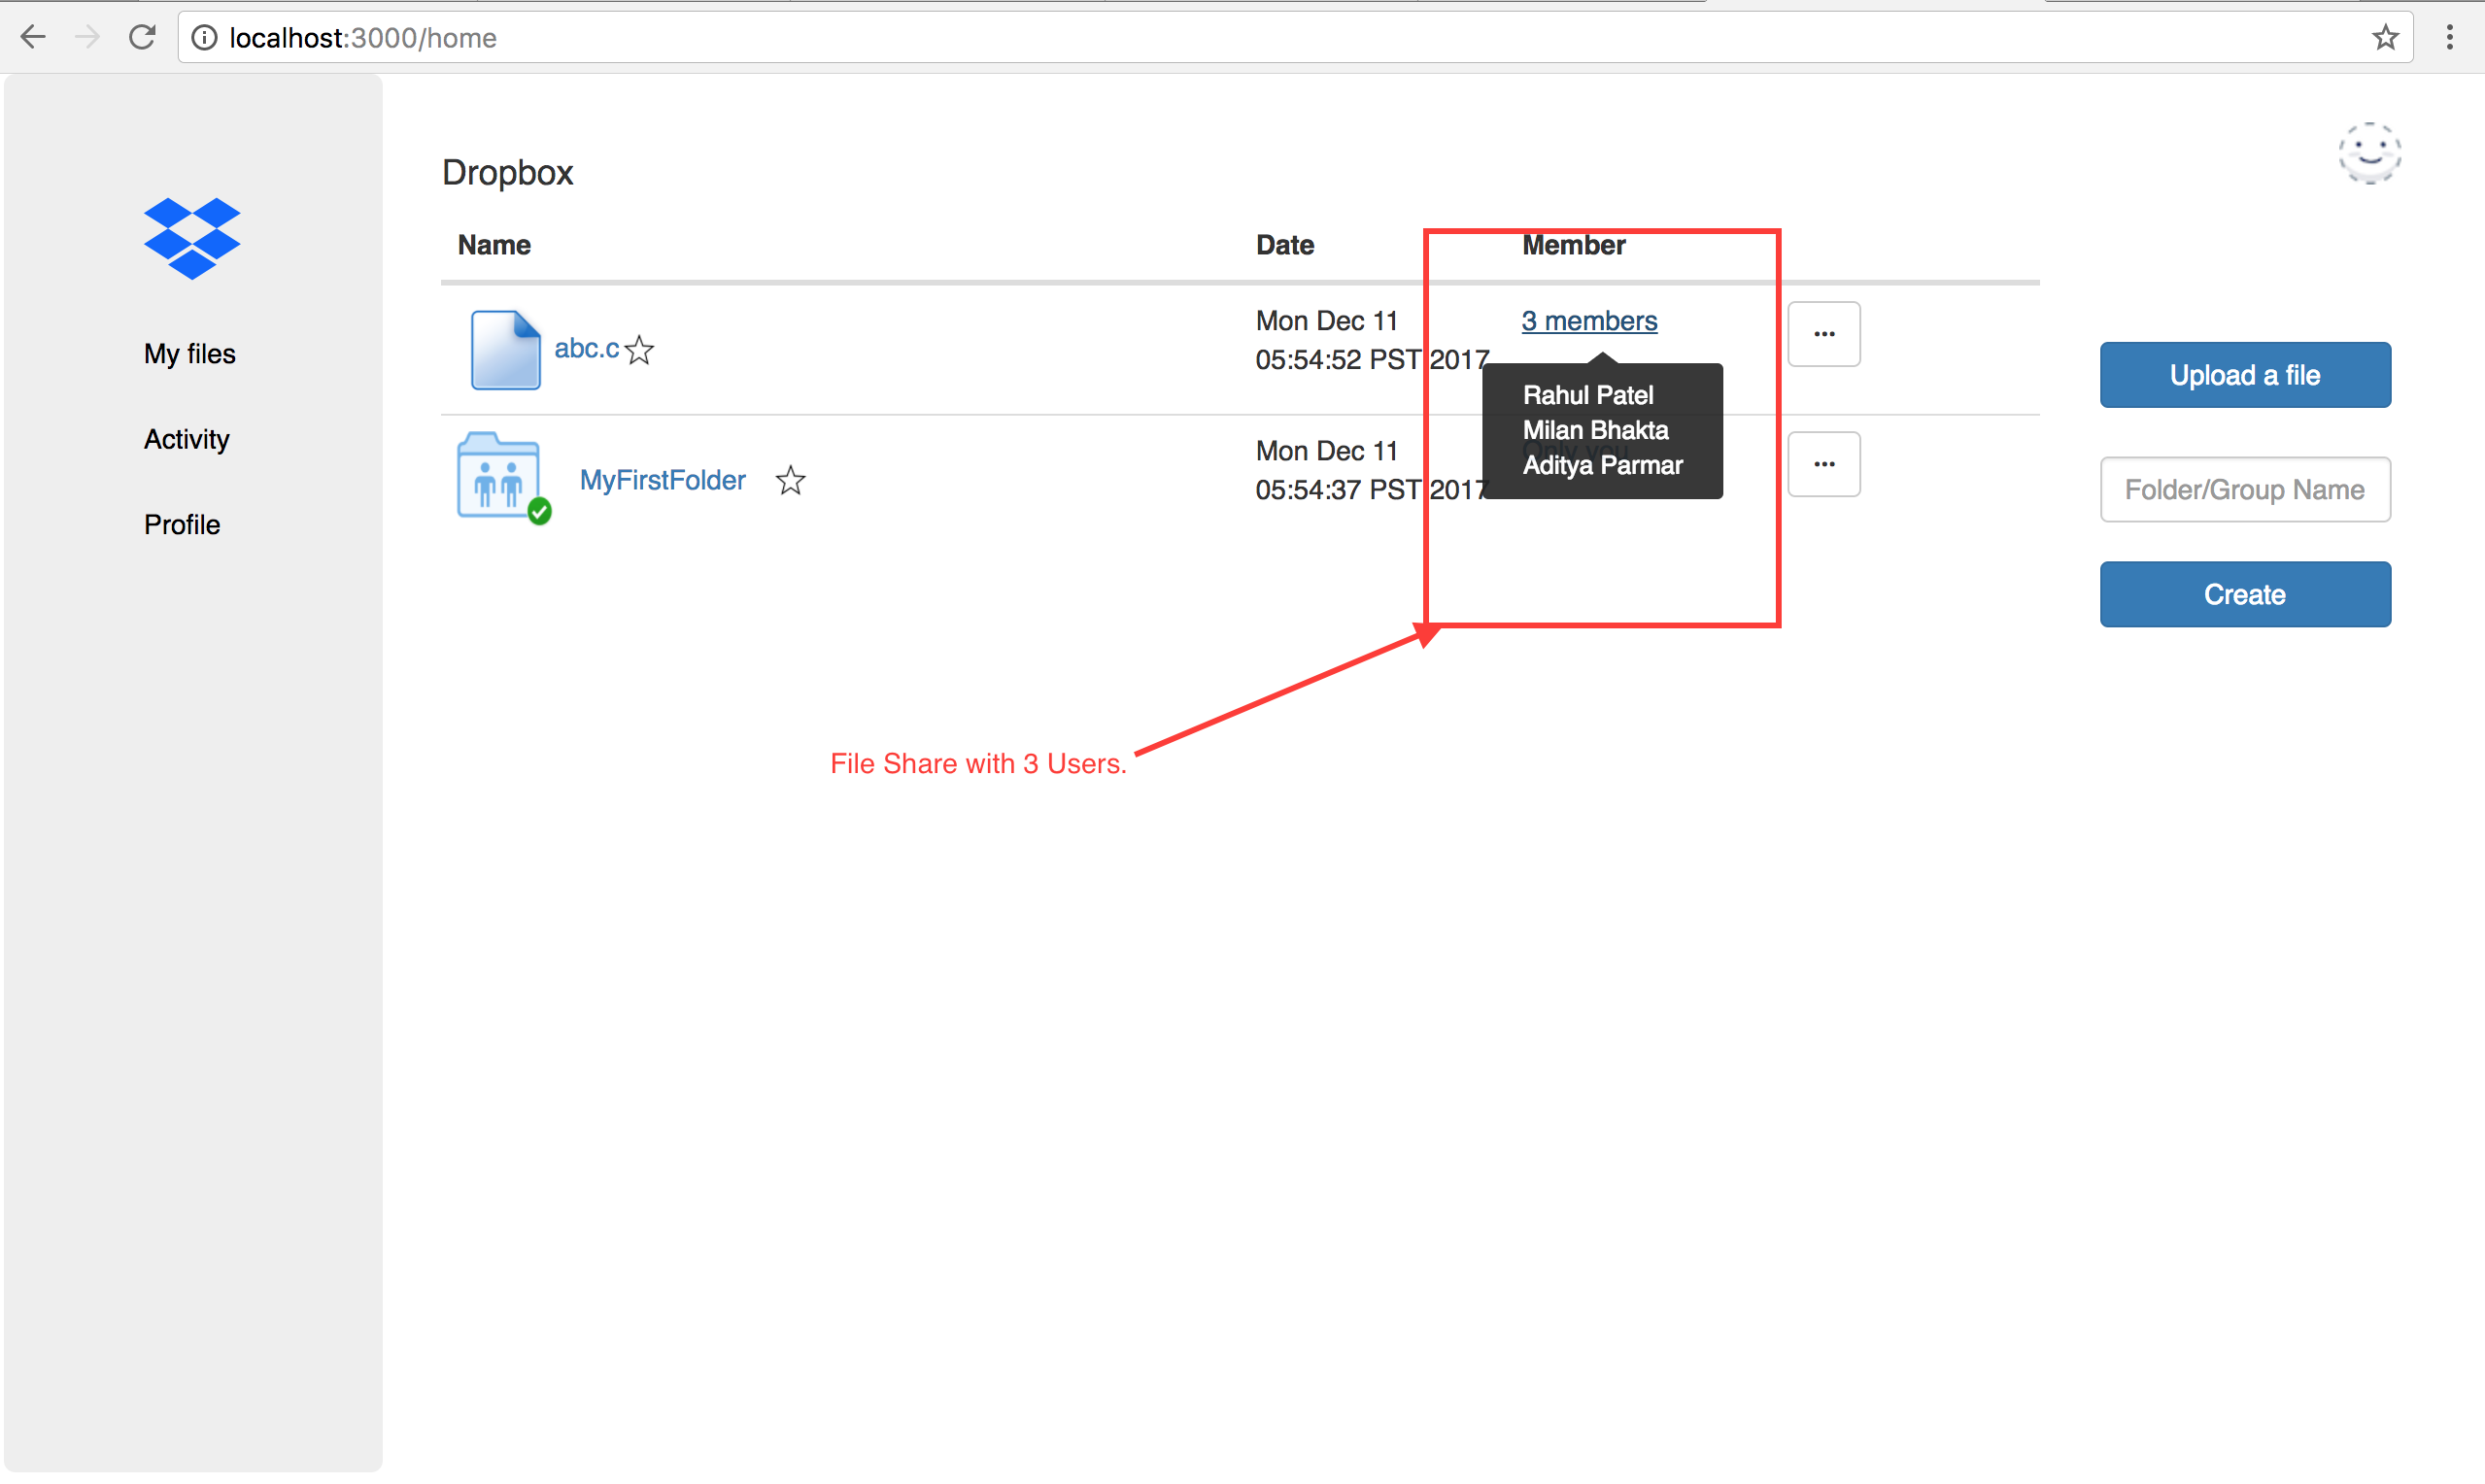 localhost:3000/home
Dropbox
Name Date Member
My files
Activity
Profile
abc.c
Mon Dec 11
05:54:52 PST 2017
3 members
...
Rahul Patel
Milan Bhakta
Aditya Parmar
MyFirstFolder
Mon Dec 11
05:54:37 PST 2017
Only you
...
Upload a file
Folder/Group Name
Create
File Share with 3 Users.